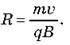 R = mv/qB.